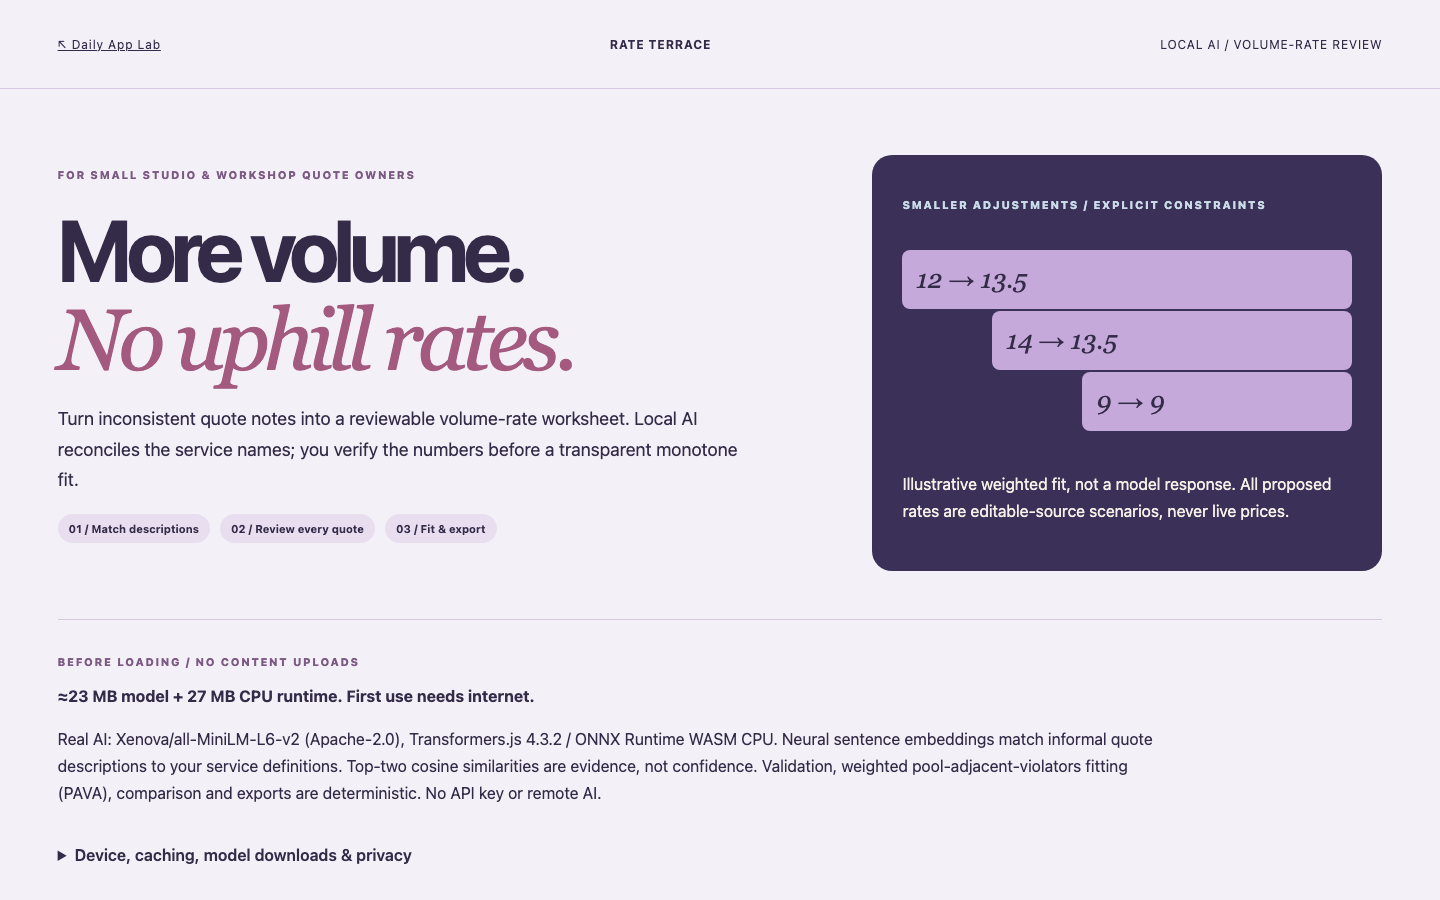 ↖ Daily App Lab
RATE TERRACE
LOCAL AI / VOLUME-RATE REVIEW
FOR SMALL STUDIO & WORKSHOP QUOTE OWNERS
More volume.
No uphill rates.
Turn inconsistent quote notes into a reviewable volume-rate worksheet. Local AI
reconciles the service names; you verify the numbers before a transparent monotone
fit.
01 / Match descriptions
02 / Review every quote
03 / Fit & export
SMALLER ADJUSTMENTS / EXPLICIT CONSTRAINTS
12 → 13.5
14 → 13.5
9 → 9
Illustrative weighted fit, not a model response. All proposed
rates are editable-source scenarios, never live prices.
BEFORE LOADING / NO CONTENT UPLOADS
≈23 MB model + 27 MB CPU runtime. First use needs internet.
Real AI: Xenova/all-MiniLM-L6-v2 (Apache-2.0), Transformers.js 4.3.2 / ONNX Runtime WASM CPU. Neural sentence embeddings match informal quote
descriptions to your service definitions. Top-two cosine similarities are evidence, not confidence. Validation, weighted pool-adjacent-violators fitting
(PAVA), comparison and exports are deterministic. No API key or remote AI.
▶ Device, caching, model downloads & privacy